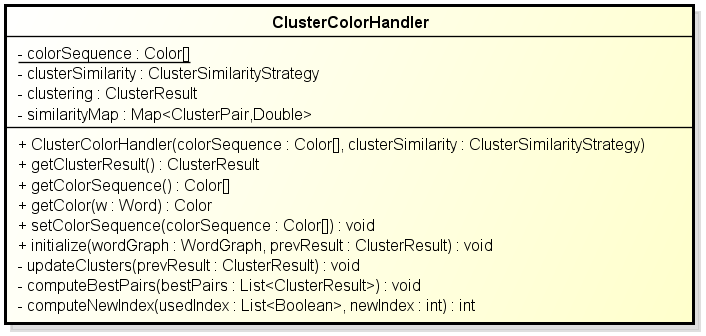 ClusterColorHandler
- colorSequence : Color[]
- clusterSimilarity : ClusterSimilarityStrategy
- clustering : ClusterResult
- similarityMap : Map<ClusterPair,Double>
+ ClusterColorHandler(colorSequence : Color[], clusterSimilarity : ClusterSimilarityStrategy)
+ getClusterResult() : ClusterResult
+ getColorSequence() : Color[]
+ getColor(w : Word) : Color
+ setColorSequence(colorSequence : Color[]) : void
+ initialize(wordGraph : WordGraph, prevResult : ClusterResult) : void
- updateClusters(prevResult : ClusterResult) : void
- computeBestPairs(bestPairs : List<ClusterResult>) : void
- computeNewIndex(usedIndex : List<Boolean>, newIndex : int) : int